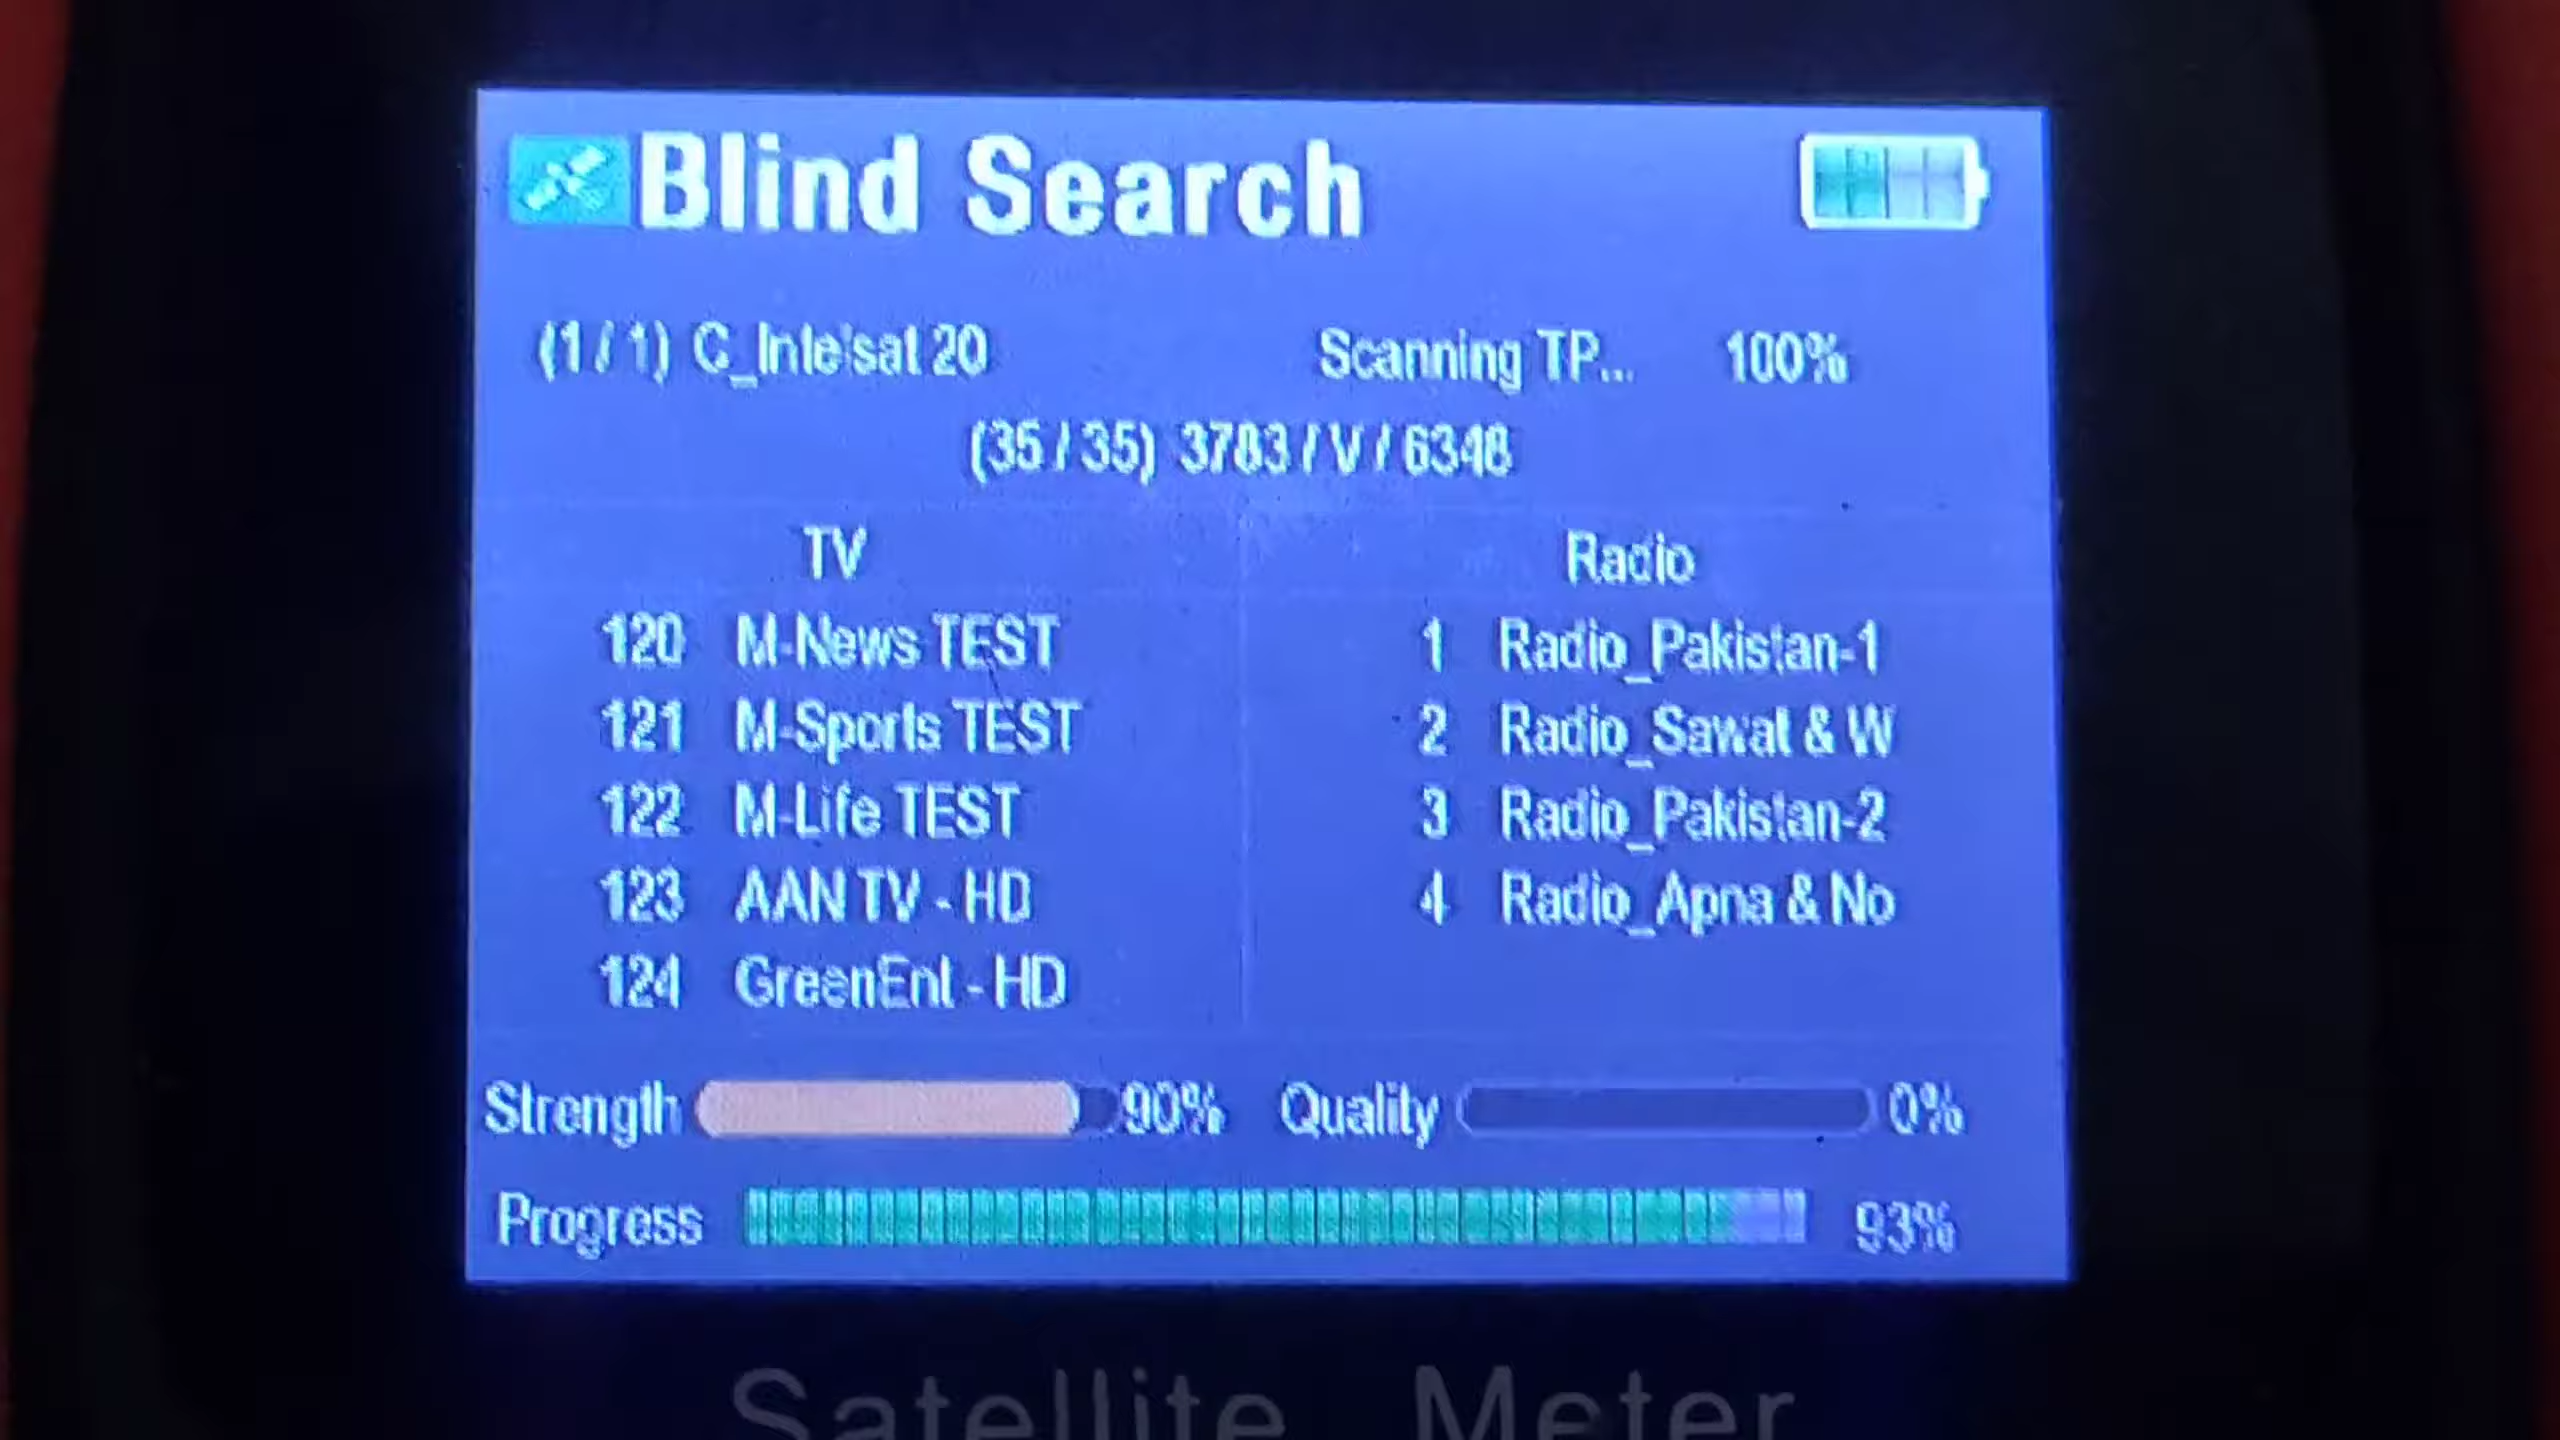 Blind Search
(1 / 1) C_Intelsat 20 Scanning TP... 100%
(35 / 35) 3783 / V / 6348
TV Radio
120 M-News TEST 1 Radio_Pakistan-1
121 M-Sports TEST 2 Radio_Sawat & W
122 M-Life TEST 3 Radio_Pakistan-2
123 AAN TV - HD 4 Radio_Apna & No
124 GreenEnt - HD
Strength 90% Quality 0%
Progress 93%
Satellite Meter